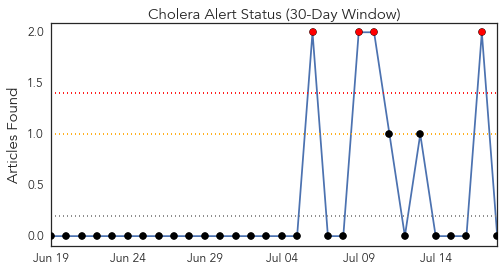 Cholera Alert Status (30-Day Window)
Articles Found
2.0
1.5
1.0
0.5
0.0
Jun 19 Jun 24 Jun 29 Jul 04 Jul 09 Jul 14